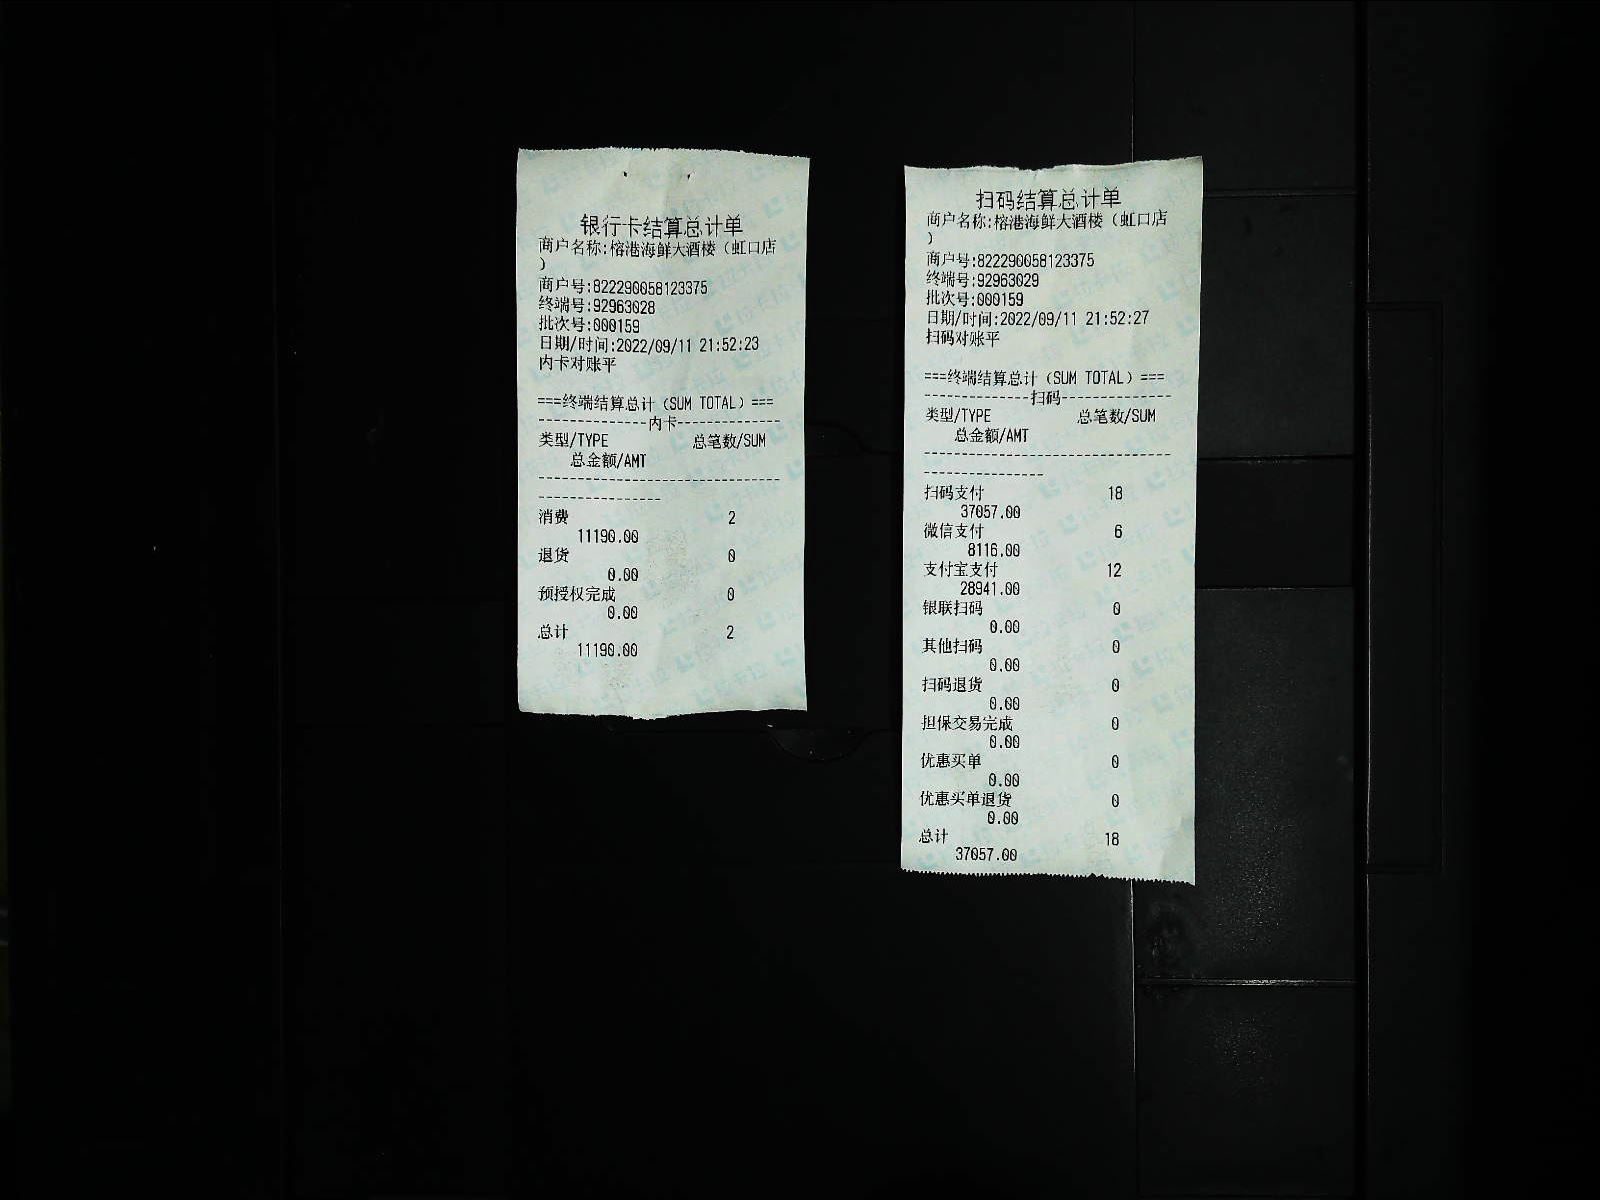 银行卡结算总计单
商户名称:榕港海鲜大酒楼（虹口店
）
商户号:822290058123375
终端号:92963028
批次号:000159
日期/时间:2022/09/11 21:52:23
内卡对账平
===终端结算总计（SUM TOTAL）===
--------------内卡--------------
类型/TYPE 总笔数/SUM
总金额/AMT
--------------------------------
----------------
消费 2
11190.00
退货 0
0.00
预授权完成 0
0.00
总计 2
11190.00
扫码结算总计单
商户名称:榕港海鲜大酒楼（虹口店
）
商户号:822290058123375
终端号:92963029
批次号:000159
日期/时间:2022/09/11 21:52:27
扫码对账平
===终端结算总计（SUM TOTAL）===
--------------扫码--------------
类型/TYPE 总笔数/SUM
总金额/AMT
--------------------------------
----------------
扫码支付 18
37057.00
微信支付 6
8116.00
支付宝支付 12
28941.00
银联扫码 0
0.00
其他扫码 0
0.00
扫码退货 0
0.00
担保交易完成 0
0.00
优惠买单 0
0.00
优惠买单退货 0
0.00
总计 18
37057.00